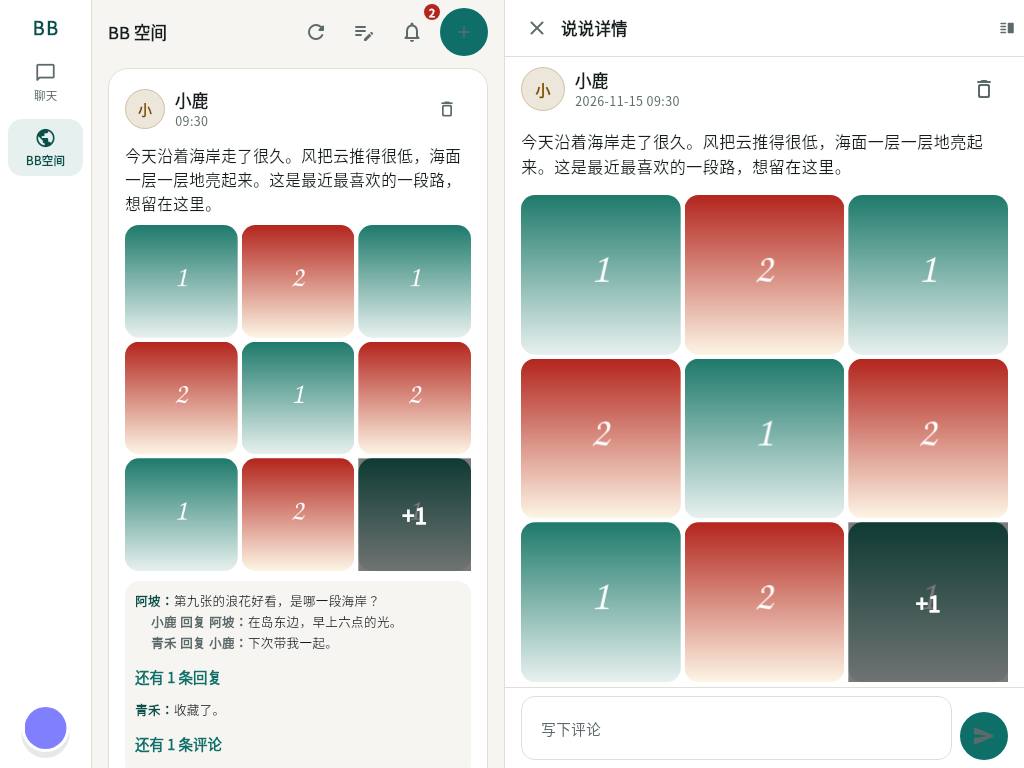 BB
聊天
BB空间
BB 空间
2
小鹿
小鹿
09:30
今天沿着海岸走了很久。风把云推得很低，海面
一层一层地亮起来。这是最近最喜欢的一段路，
想留在这里。
1
2
1
2
1
2
1
2
+1
阿坡：第九张的浪花好看，是哪一段海岸？
小鹿 回复 阿坡：在岛东边，早上六点的光。
青禾 回复 小鹿：下次带我一起。
还有 1 条回复
青禾：收藏了。
还有 1 条评论
说说详情
小
小鹿
2026-11-15 09:30
今天沿着海岸走了很久。风把云推得很低，海面一层一层地亮起
来。这是最近最喜欢的一段路，想留在这里。
1
2
1
2
1
2
1
2
+1
写下评论